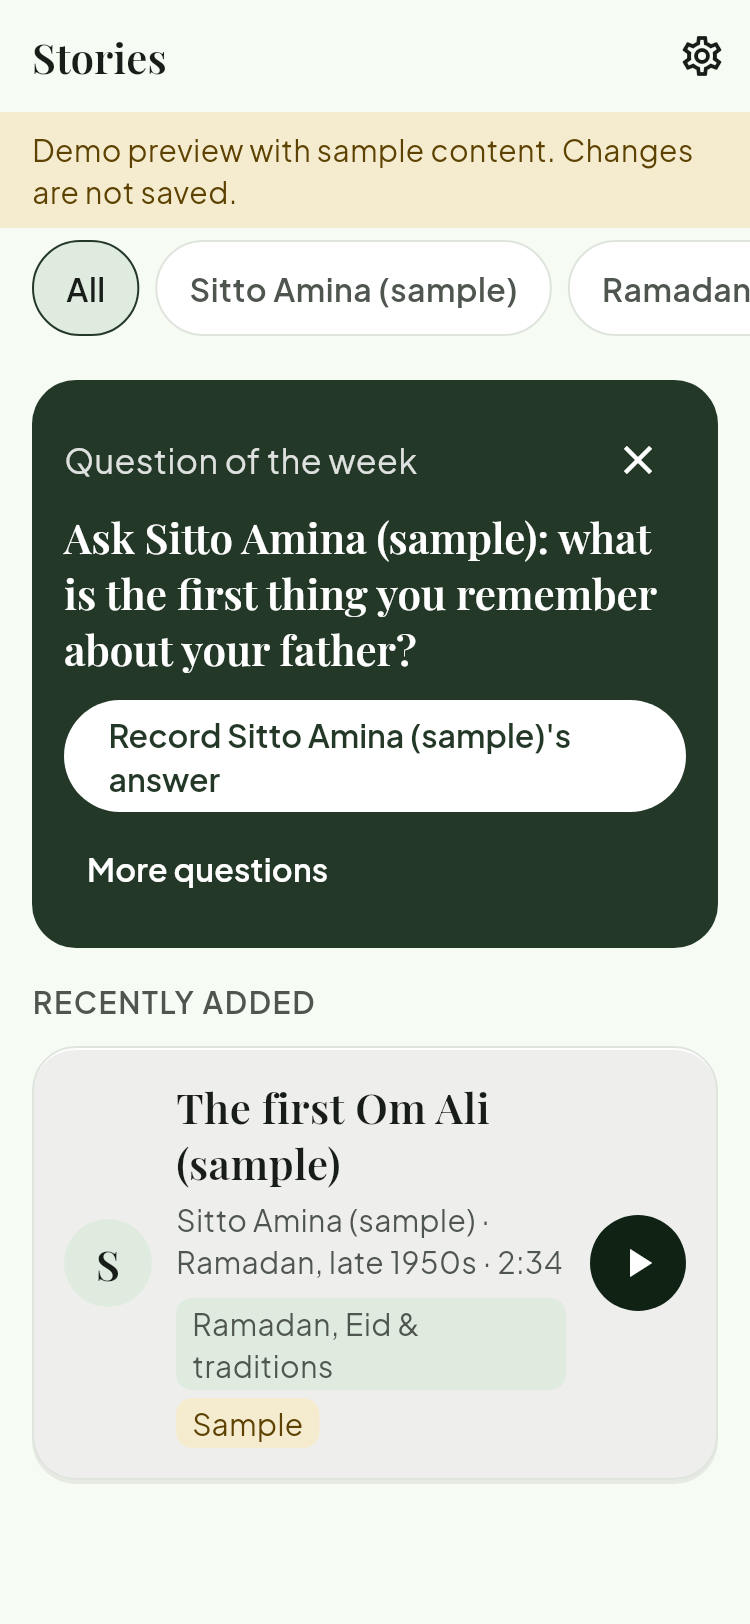 Stories
Demo preview with sample content. Changes
are not saved.
All
Sitto Amina (sample)
Ramadan
Question of the week
Ask Sitto Amina (sample): what
is the first thing you remember
about your father?
Record Sitto Amina (sample)'s
answer
More questions
RECENTLY ADDED
The first Om Ali
(sample)
Sitto Amina (sample) ·
Ramadan, late 1950s · 2:34
S
Ramadan, Eid &
traditions
Sample